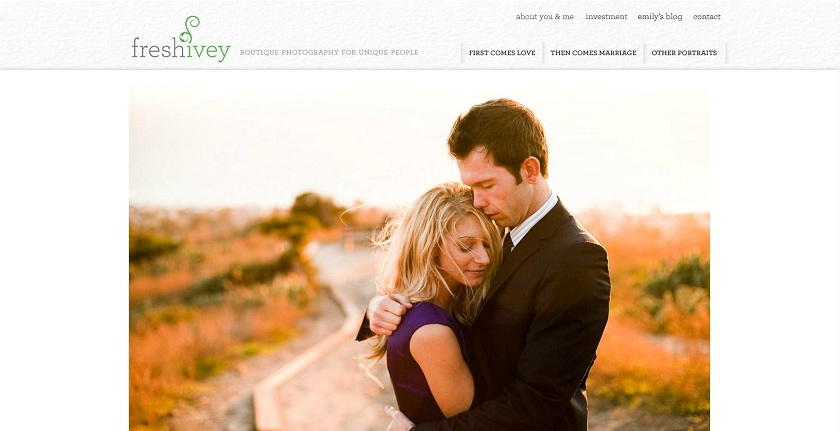 about you & me investment emily's blog contact
freshivey BOUTIQUE PHOTOGRAPHY FOR UNIQUE PEOPLE
FIRST COMES LOVE THEN COMES MARRIAGE OTHER PORTRAITS